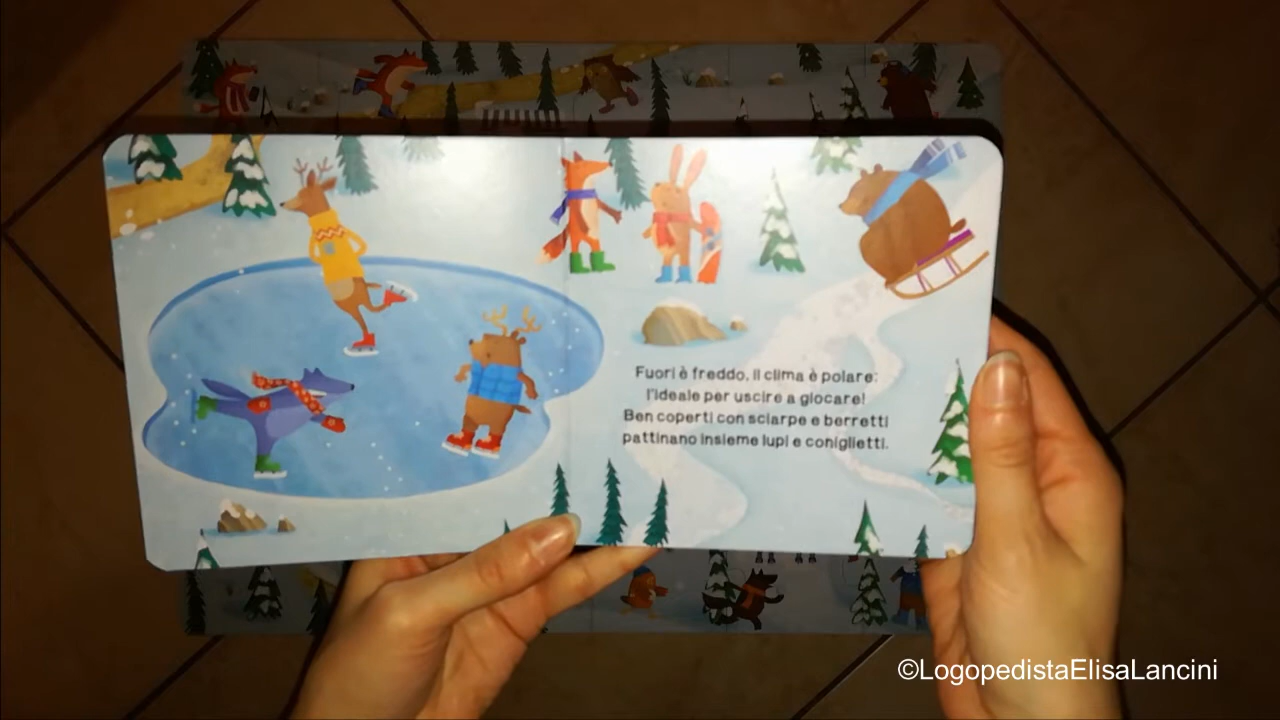 Fuori è freddo, il clima è polare:
l'ideale per uscire a giocare!
Ben coperti con sciarpe e berretti
pattinano insieme lupi e coniglietti.
©LogopedistaElisaLancini